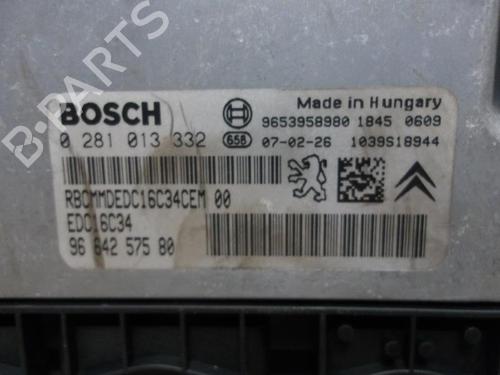 B-PARTS
BOSCH
Made in Hungary
9653958980 1845 0609
0 281 013 332
658
07-02-26 1039S18944
RBCMMDEDC16C34CEM 00
EDC16C34
96 642 575 80